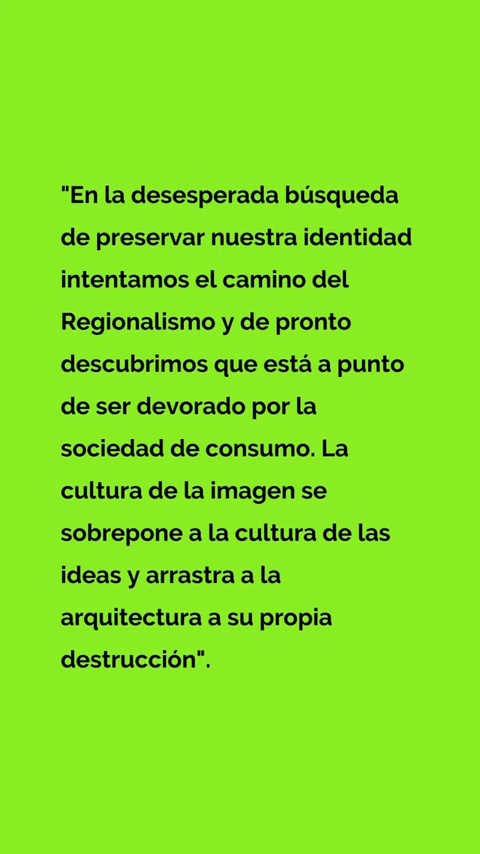 "En la desesperada búsqueda
de preservar nuestra identidad
intentamos el camino del
Regionalismo y de pronto
descubrimos que está a punto
de ser devorado por la
sociedad de consumo. La
cultura de la imagen se
sobrepone a la cultura de las
ideas y arrastra a la
arquitectura a su propia
destrucción".